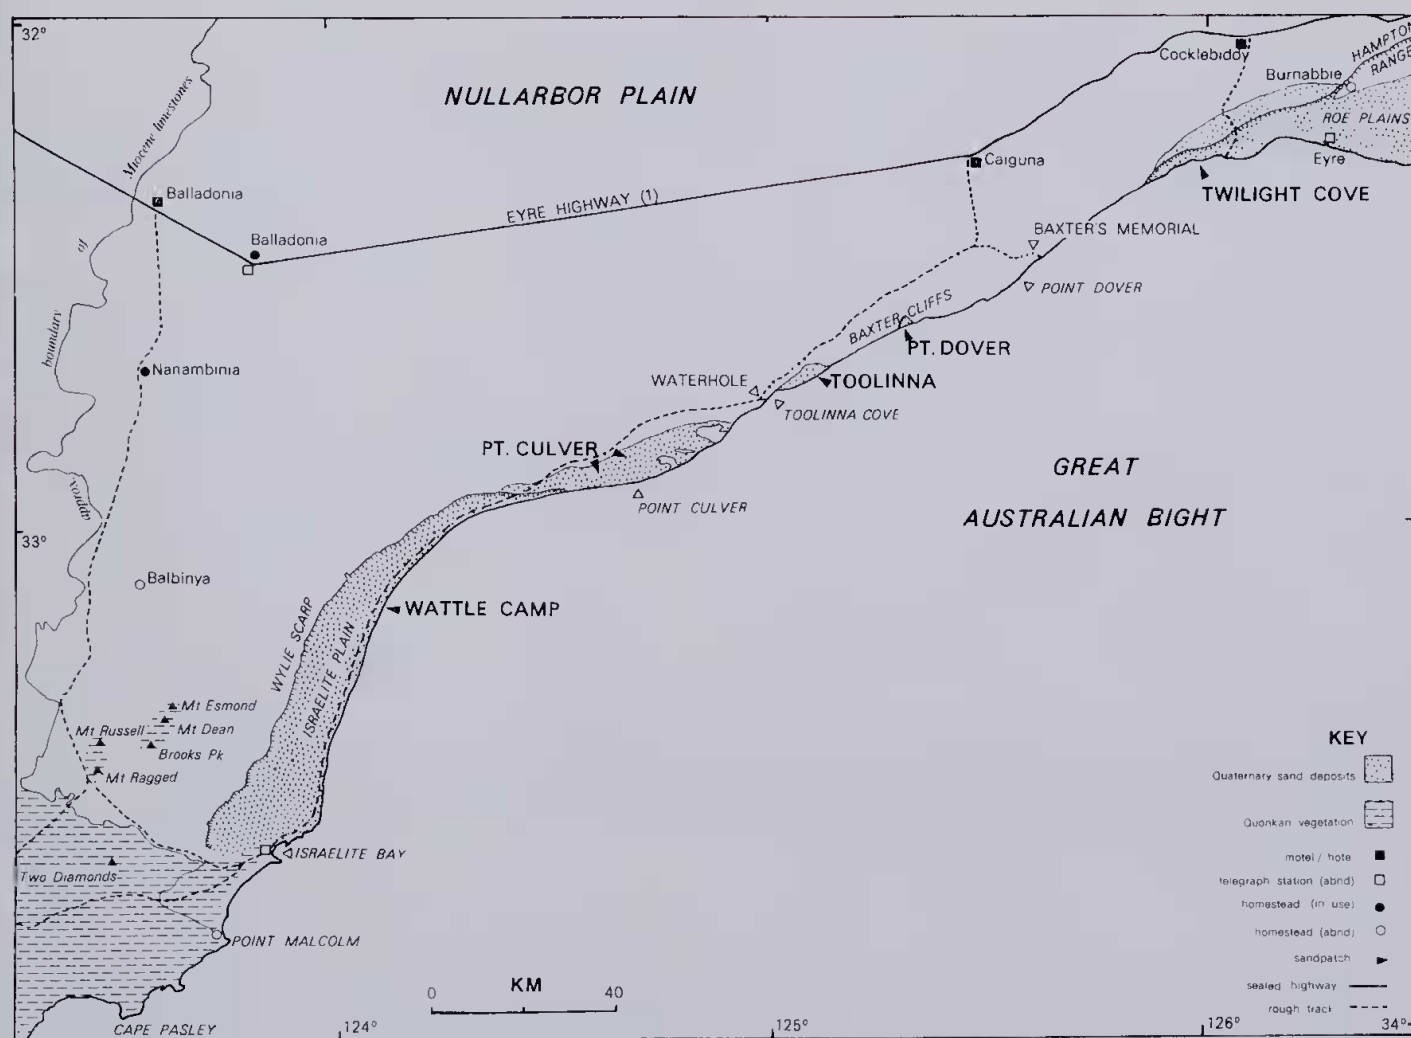 32°
Cocklebiddy
HAMPTON
RANGE
NULLARBOR PLAIN
Burnabbie
Miocene limestones
ROE PLAINS
Caiguna
Eyre
Balladonia
TWILIGHT COVE
EYRE HIGHWAY (1)
of
BAXTER'S MEMORIAL
Balladonia
POINT DOVER
boundary
BAXTER CLIFFS
PT. DOVER
Nanambinia
WATERHOLE
TOOLINNA
TOOLINNA COVE
PT. CULVER
GREAT
approx.
POINT CULVER
AUSTRALIAN BIGHT
33°
Balbinya
WATTLE CAMP
WYLIE SCARP
ISRAELITE PLAIN
Mt Esmond
Mt Russell
Mt Dean
Brooks Pk
Mt Ragged
KEY
Quaternary sand deposits
Quonkan vegetation
ISRAELITE BAY
motel / hote
Two Diamonds
telegraph station (abnd)
homestead (in use)
homestead (abnd)
POINT MALCOLM
sandpatch
KM
sealed highway
0
40
rough track
CAPE PASLEY
124°
125°
126°
34°